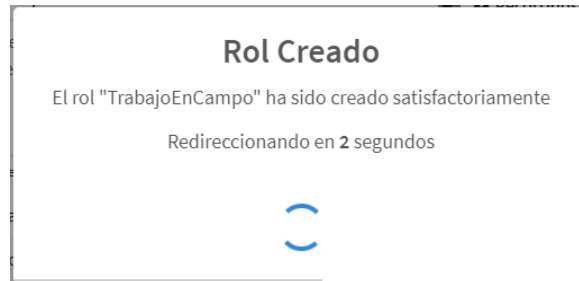 Rol Creado
El rol "TrabajoEnCampo" ha sido creado satisfactoriamente
Redireccionando en 2 segundos